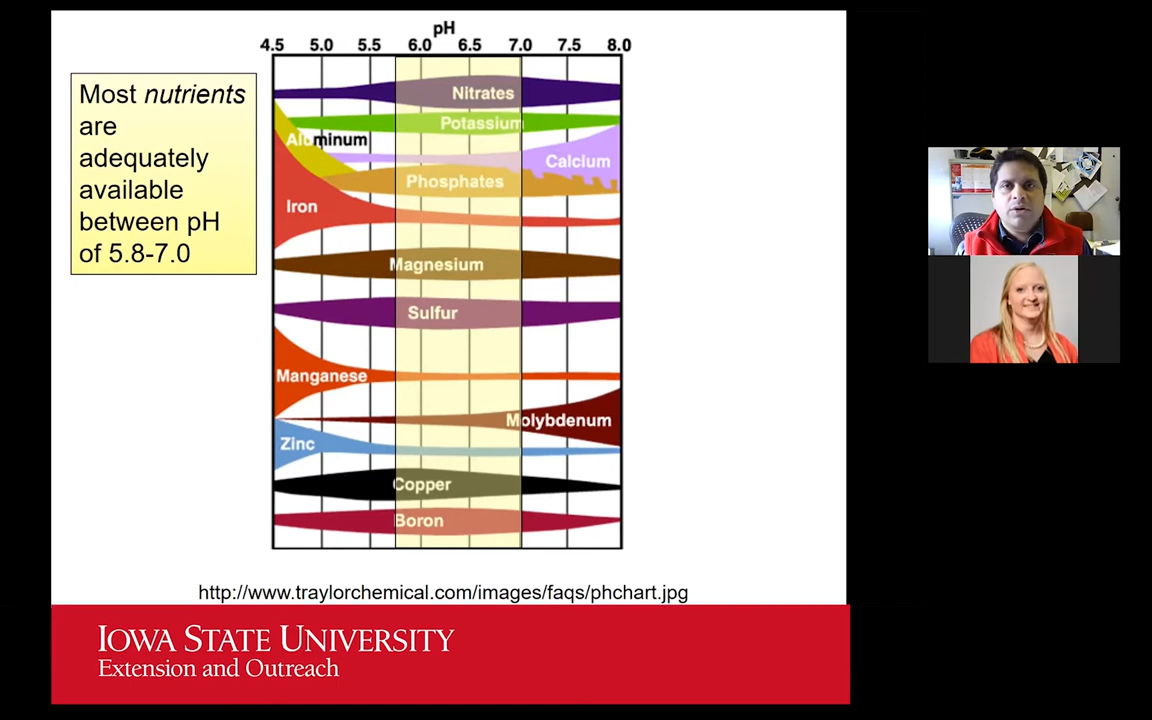 pH
4.5 5.0 5.5 6.0 6.5 7.0 7.5 8.0
Most nutrients
are
adequately
available
between pH
of 5.8-7.0
Nitrates
Potassium
Aluminum
Calcium
Phosphates
Iron
Magnesium
Sulfur
Manganese
Molybdenum
Zinc
Copper
Boron
http://www.traylorchemical.com/images/faqs/phchart.jpg
IOWA STATE UNIVERSITY
Extension and Outreach